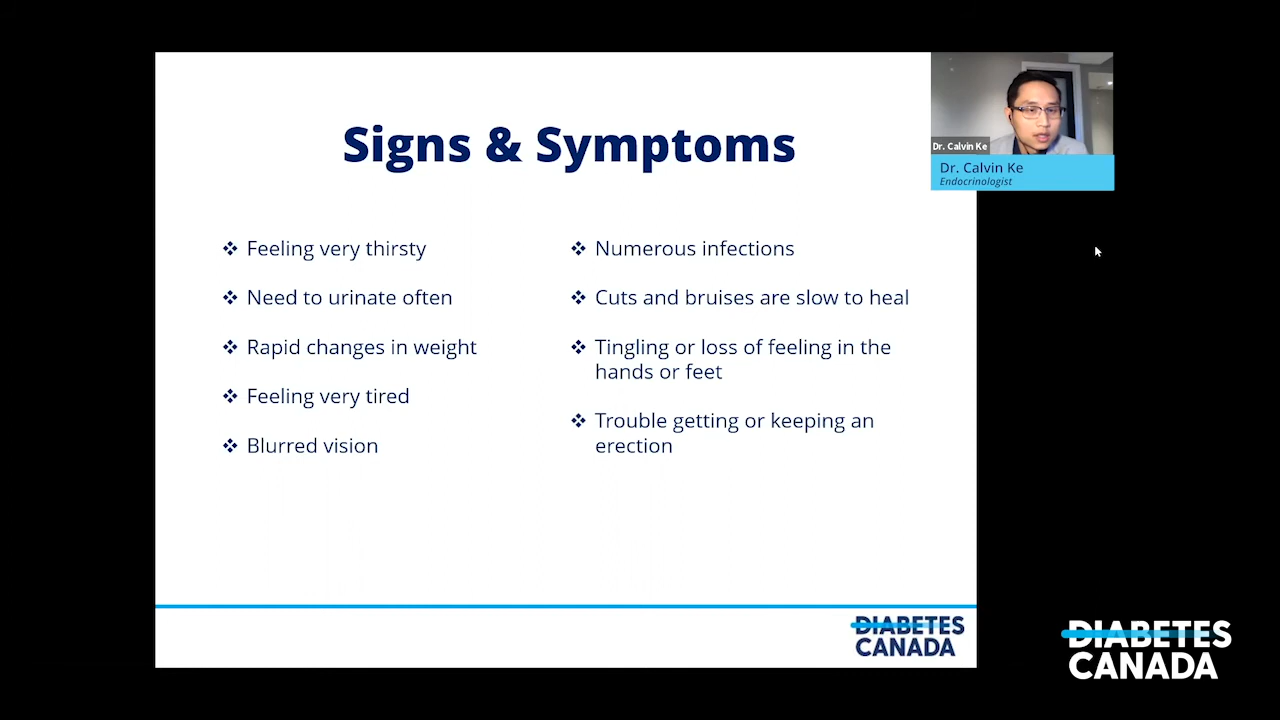 Signs & Symptoms
Dr. Calvin Ke
Dr. Calvin Ke
Endocrinologist
❖ Feeling very thirsty
❖ Need to urinate often
❖ Rapid changes in weight
❖ Feeling very tired
❖ Blurred vision
❖ Numerous infections
❖ Cuts and bruises are slow to heal
❖ Tingling or loss of feeling in the
hands or feet
❖ Trouble getting or keeping an
erection
DIABETES
CANADA
DIABETES
CANADA